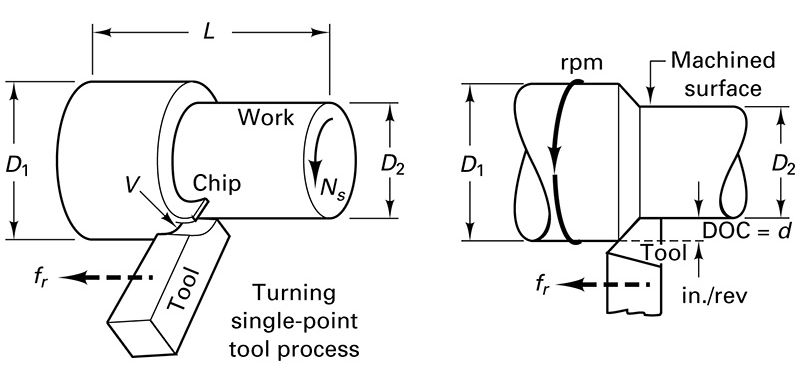 L
D1
Work
Chip
V
Ns
D2
fr
Tool
Turning
single-point
tool process
rpm
Machined
surface
D1
D2
DOC = d
Tool
fr
in./rev